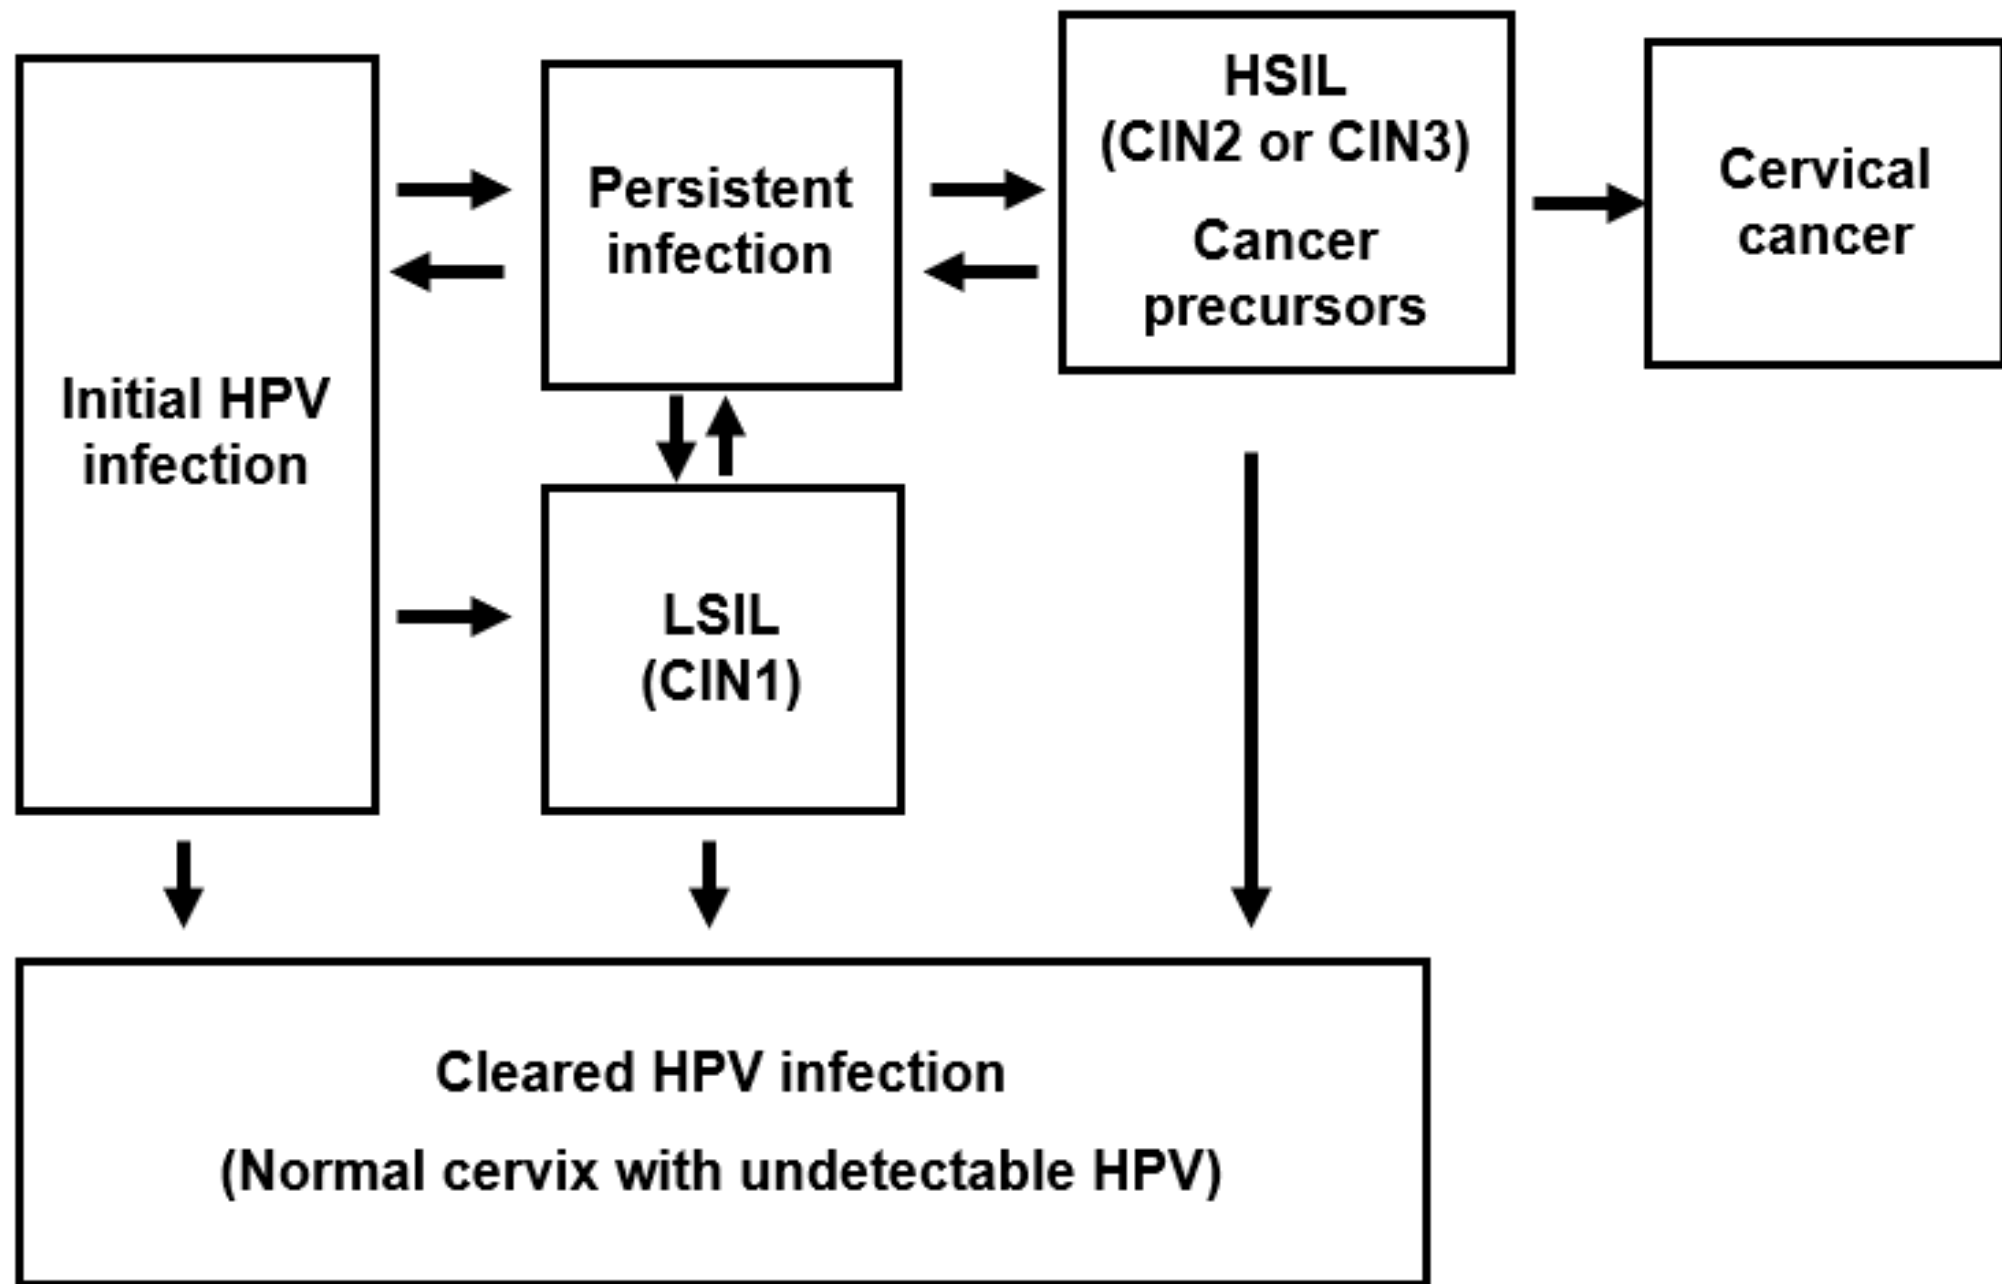 Initial HPV
infection
Persistent
infection
HSIL
(CIN2 or CIN3)
Cancer
precursors
Cervical
cancer
LSIL
(CIN1)
Cleared HPV infection
(Normal cervix with undetectable HPV)